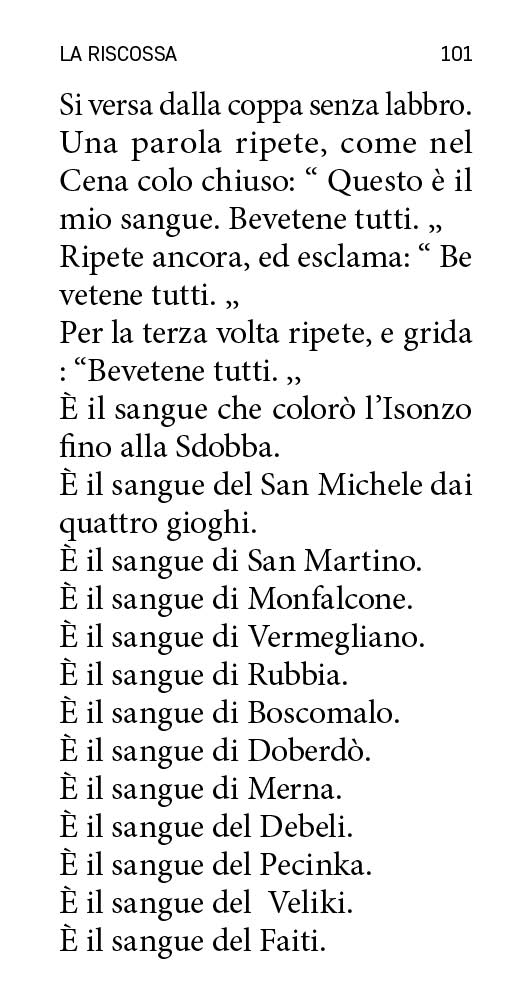 LA RISCOSSA 101
Si versa dalla coppa senza labbro.
Una parola ripete, come nel
Cena colo chiuso: “ Questo è il
mio sangue. Bevetene tutti. „
Ripete ancora, ed esclama: “ Be
vetene tutti. „
Per la terza volta ripete, e grida
: “Bevetene tutti. ,,
È il sangue che colorò l’Isonzo
fino alla Sdobba.
È il sangue del San Michele dai
quattro gioghi.
È il sangue di San Martino.
È il sangue di Monfalcone.
È il sangue di Vermegliano.
È il sangue di Rubbia.
È il sangue di Boscomalo.
È il sangue di Doberdò.
È il sangue di Merna.
È il sangue del Debeli.
È il sangue del Pecinka.
È il sangue del  Veliki.
È il sangue del Faiti.